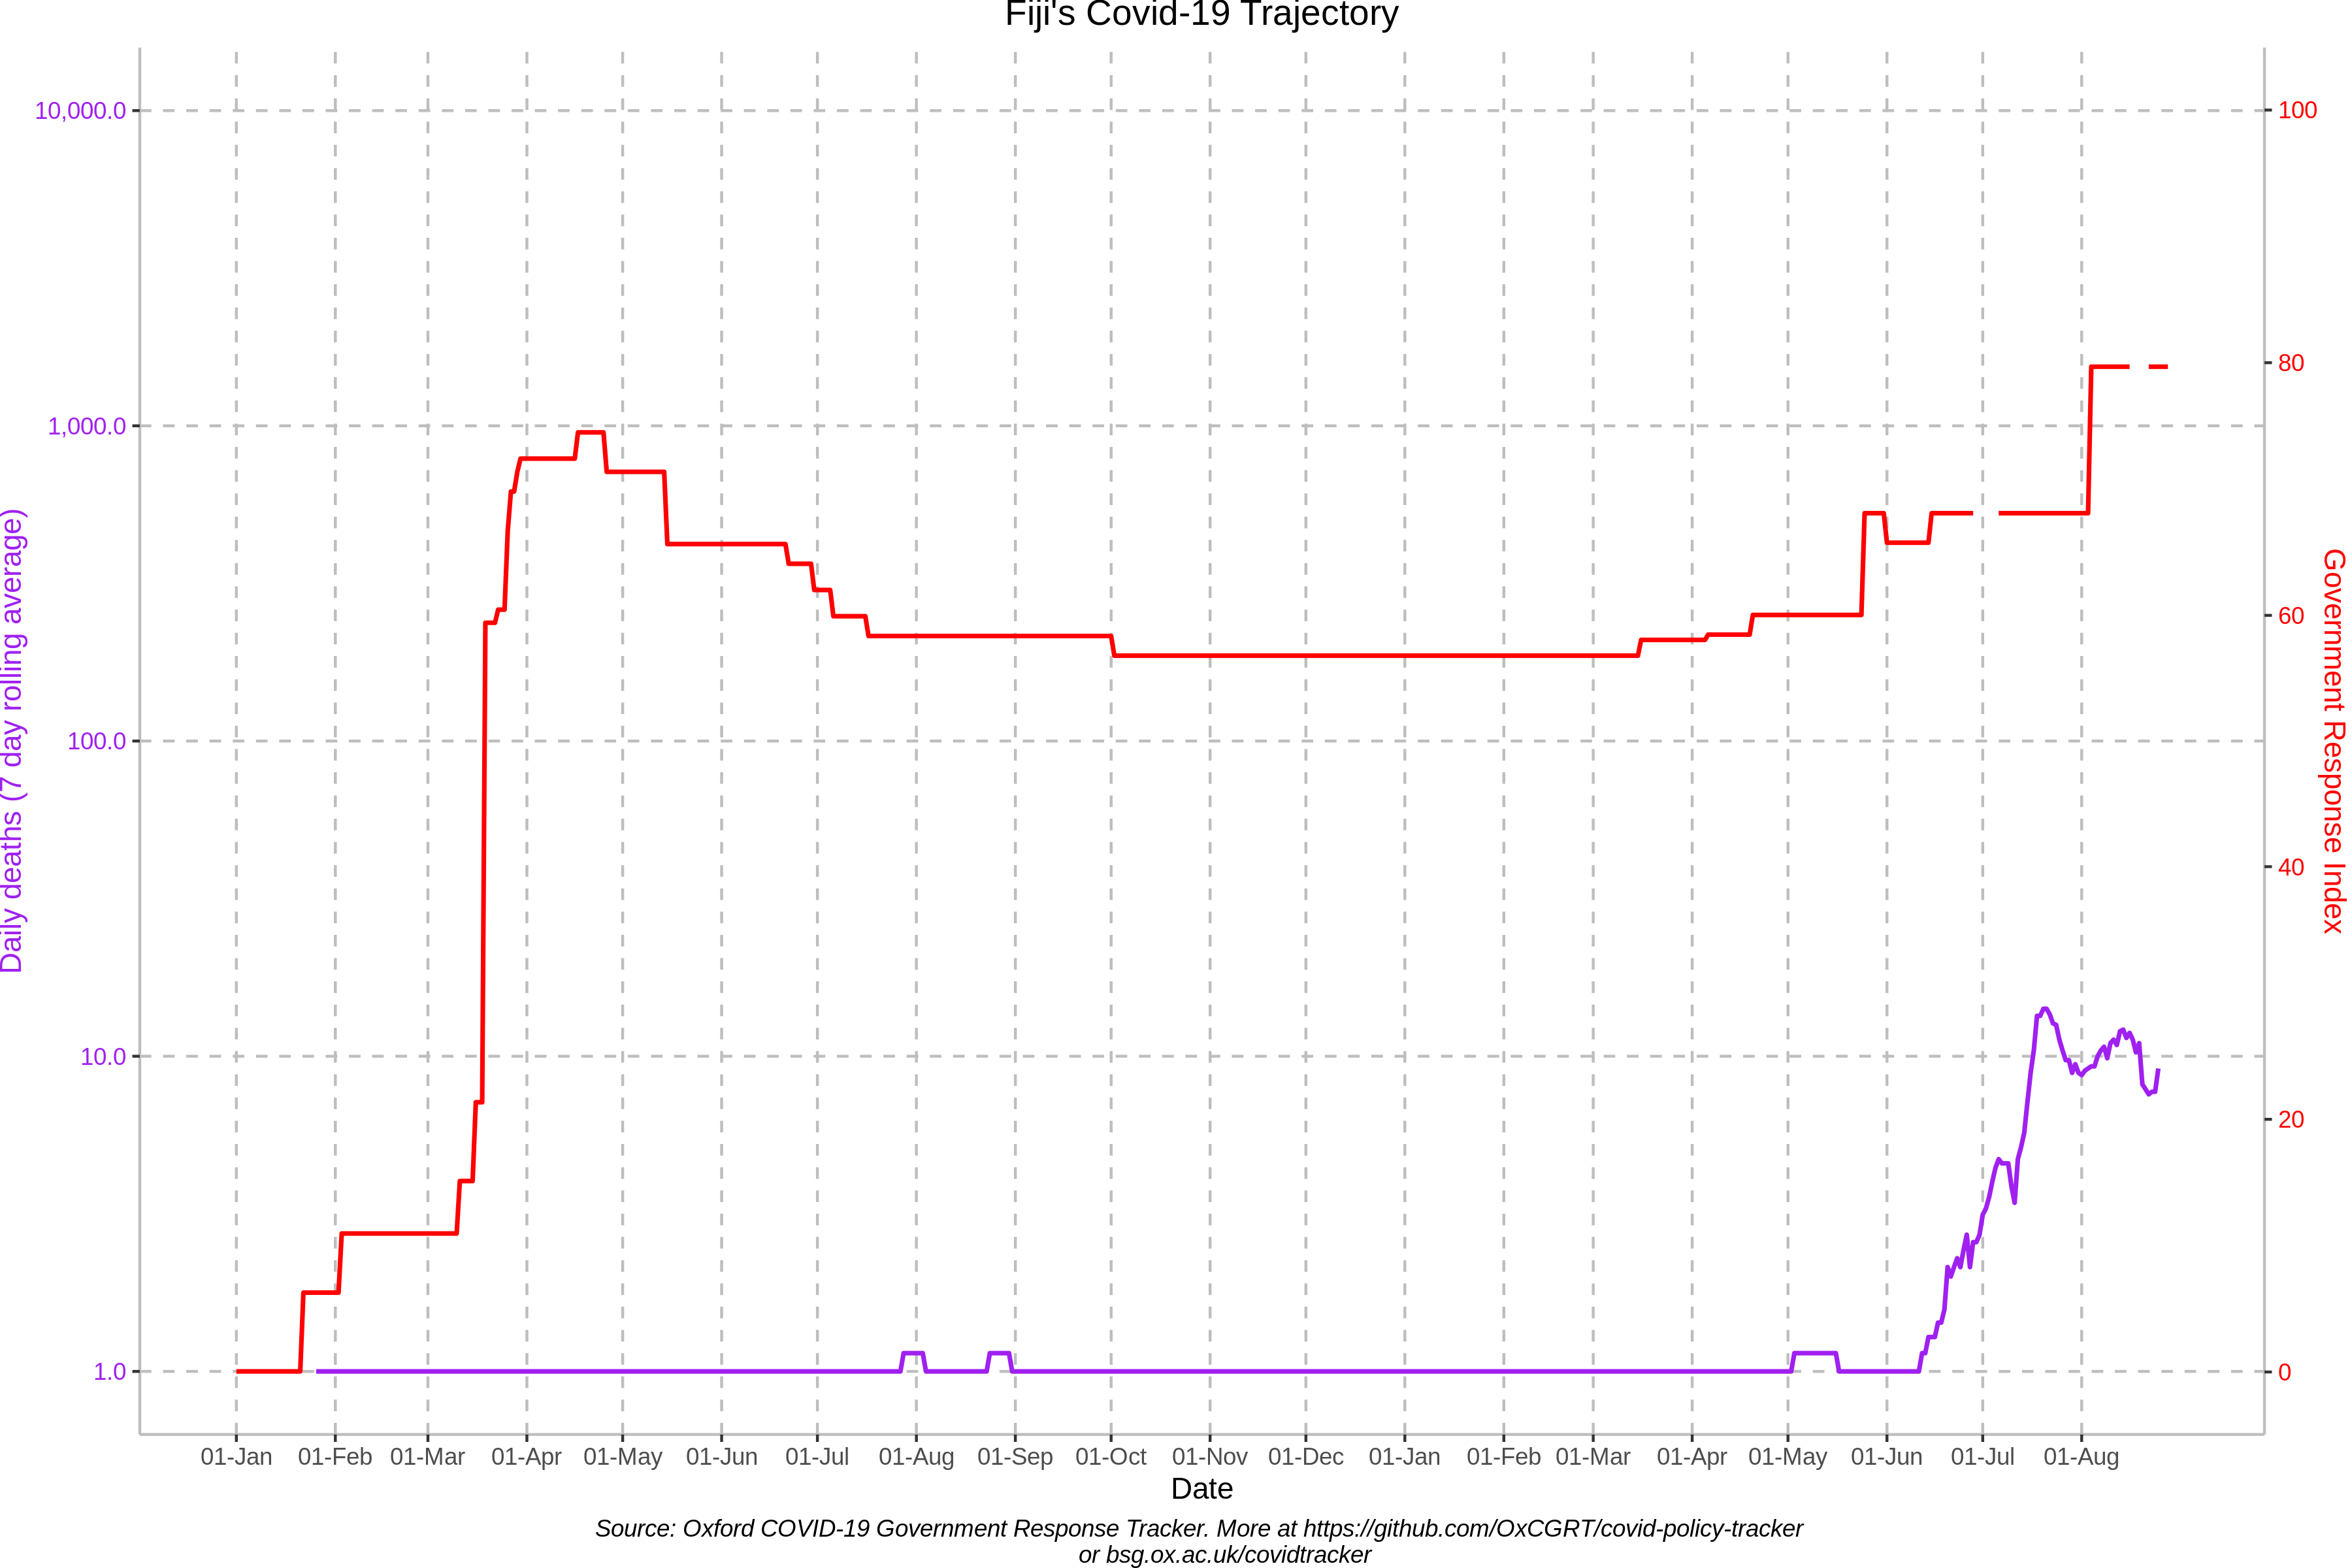 Fiji's Covid-19 Trajectory
10,000.0
1,000.0
100.0
10.0
1.0
Daily deaths (7 day rolling average)
100
80
60
40
20
0
Government Response Index
01-Jan 01-Feb 01-Mar 01-Apr 01-May 01-Jun 01-Jul 01-Aug 01-Sep 01-Oct 01-Nov 01-Dec 01-Jan 01-Feb 01-Mar 01-Apr 01-May 01-Jun 01-Jul 01-Aug
Date
Source: Oxford COVID-19 Government Response Tracker. More at https://github.com/OxCGRT/covid-policy-tracker
or bsg.ox.ac.uk/covidtracker